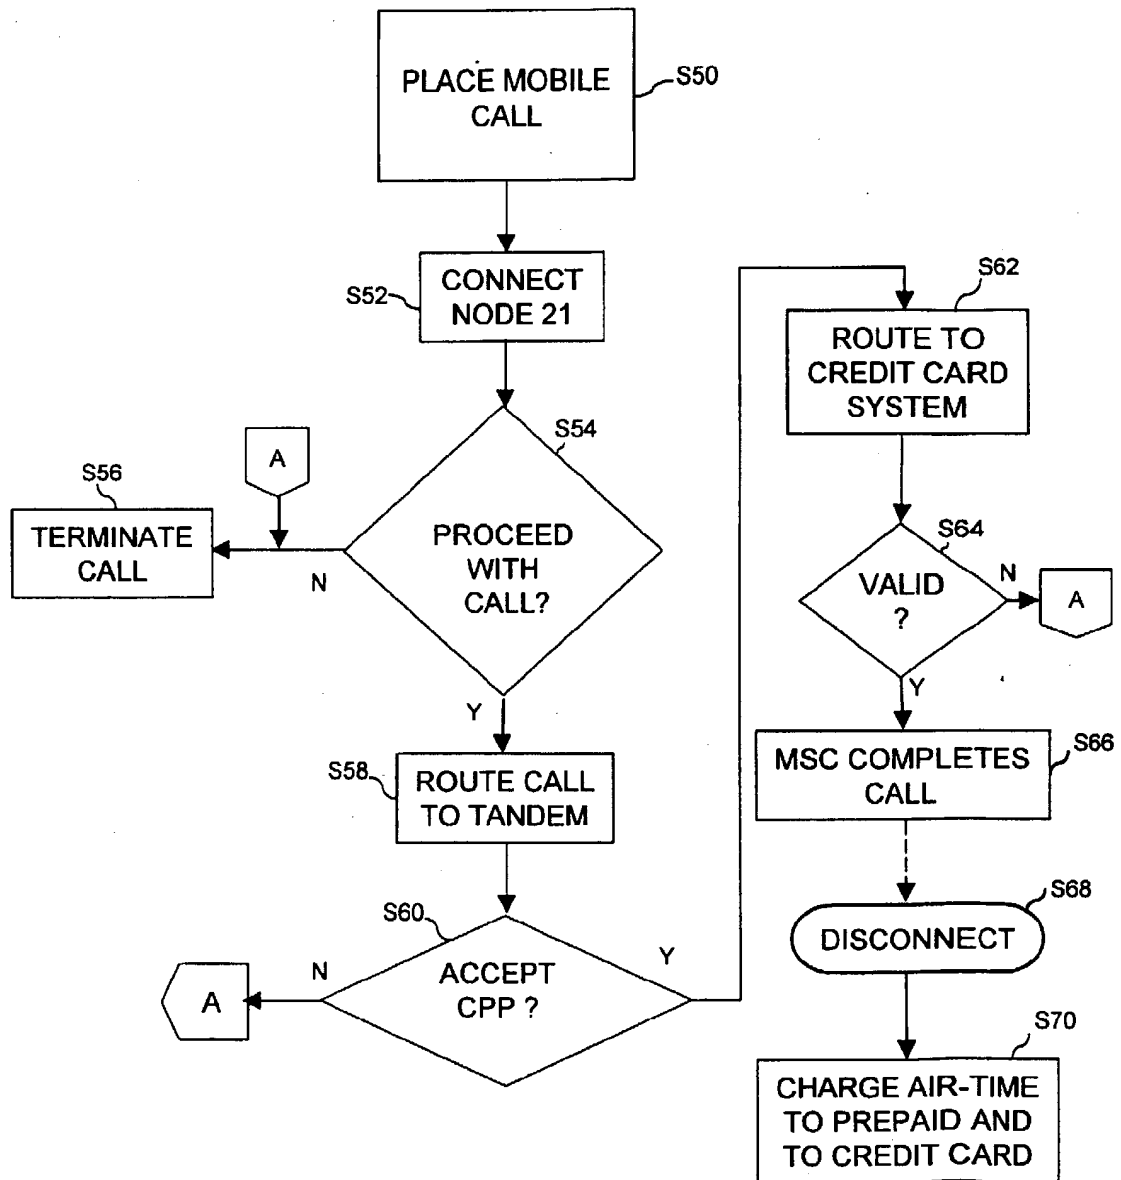 PLACE MOBILE
CALL
S50
CONNECT
NODE 21
S52
S54
PROCEED
WITH
CALL?
A
S56
TERMINATE
CALL
N
Y
S58
ROUTE CALL
TO TANDEM
S60
ACCEPT
CPP ?
N
A
Y
S62
ROUTE TO
CREDIT CARD
SYSTEM
S64
VALID
?
N
A
Y
S66
MSC COMPLETES
CALL
S68
DISCONNECT
S70
CHARGE AIR-TIME
TO PREPAID AND
TO CREDIT CARD